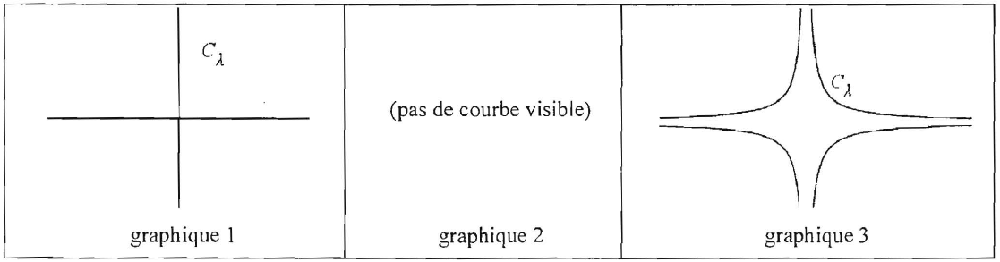 C_λ
(pas de courbe visible)
C_λ
graphique 1
graphique 2
graphique 3